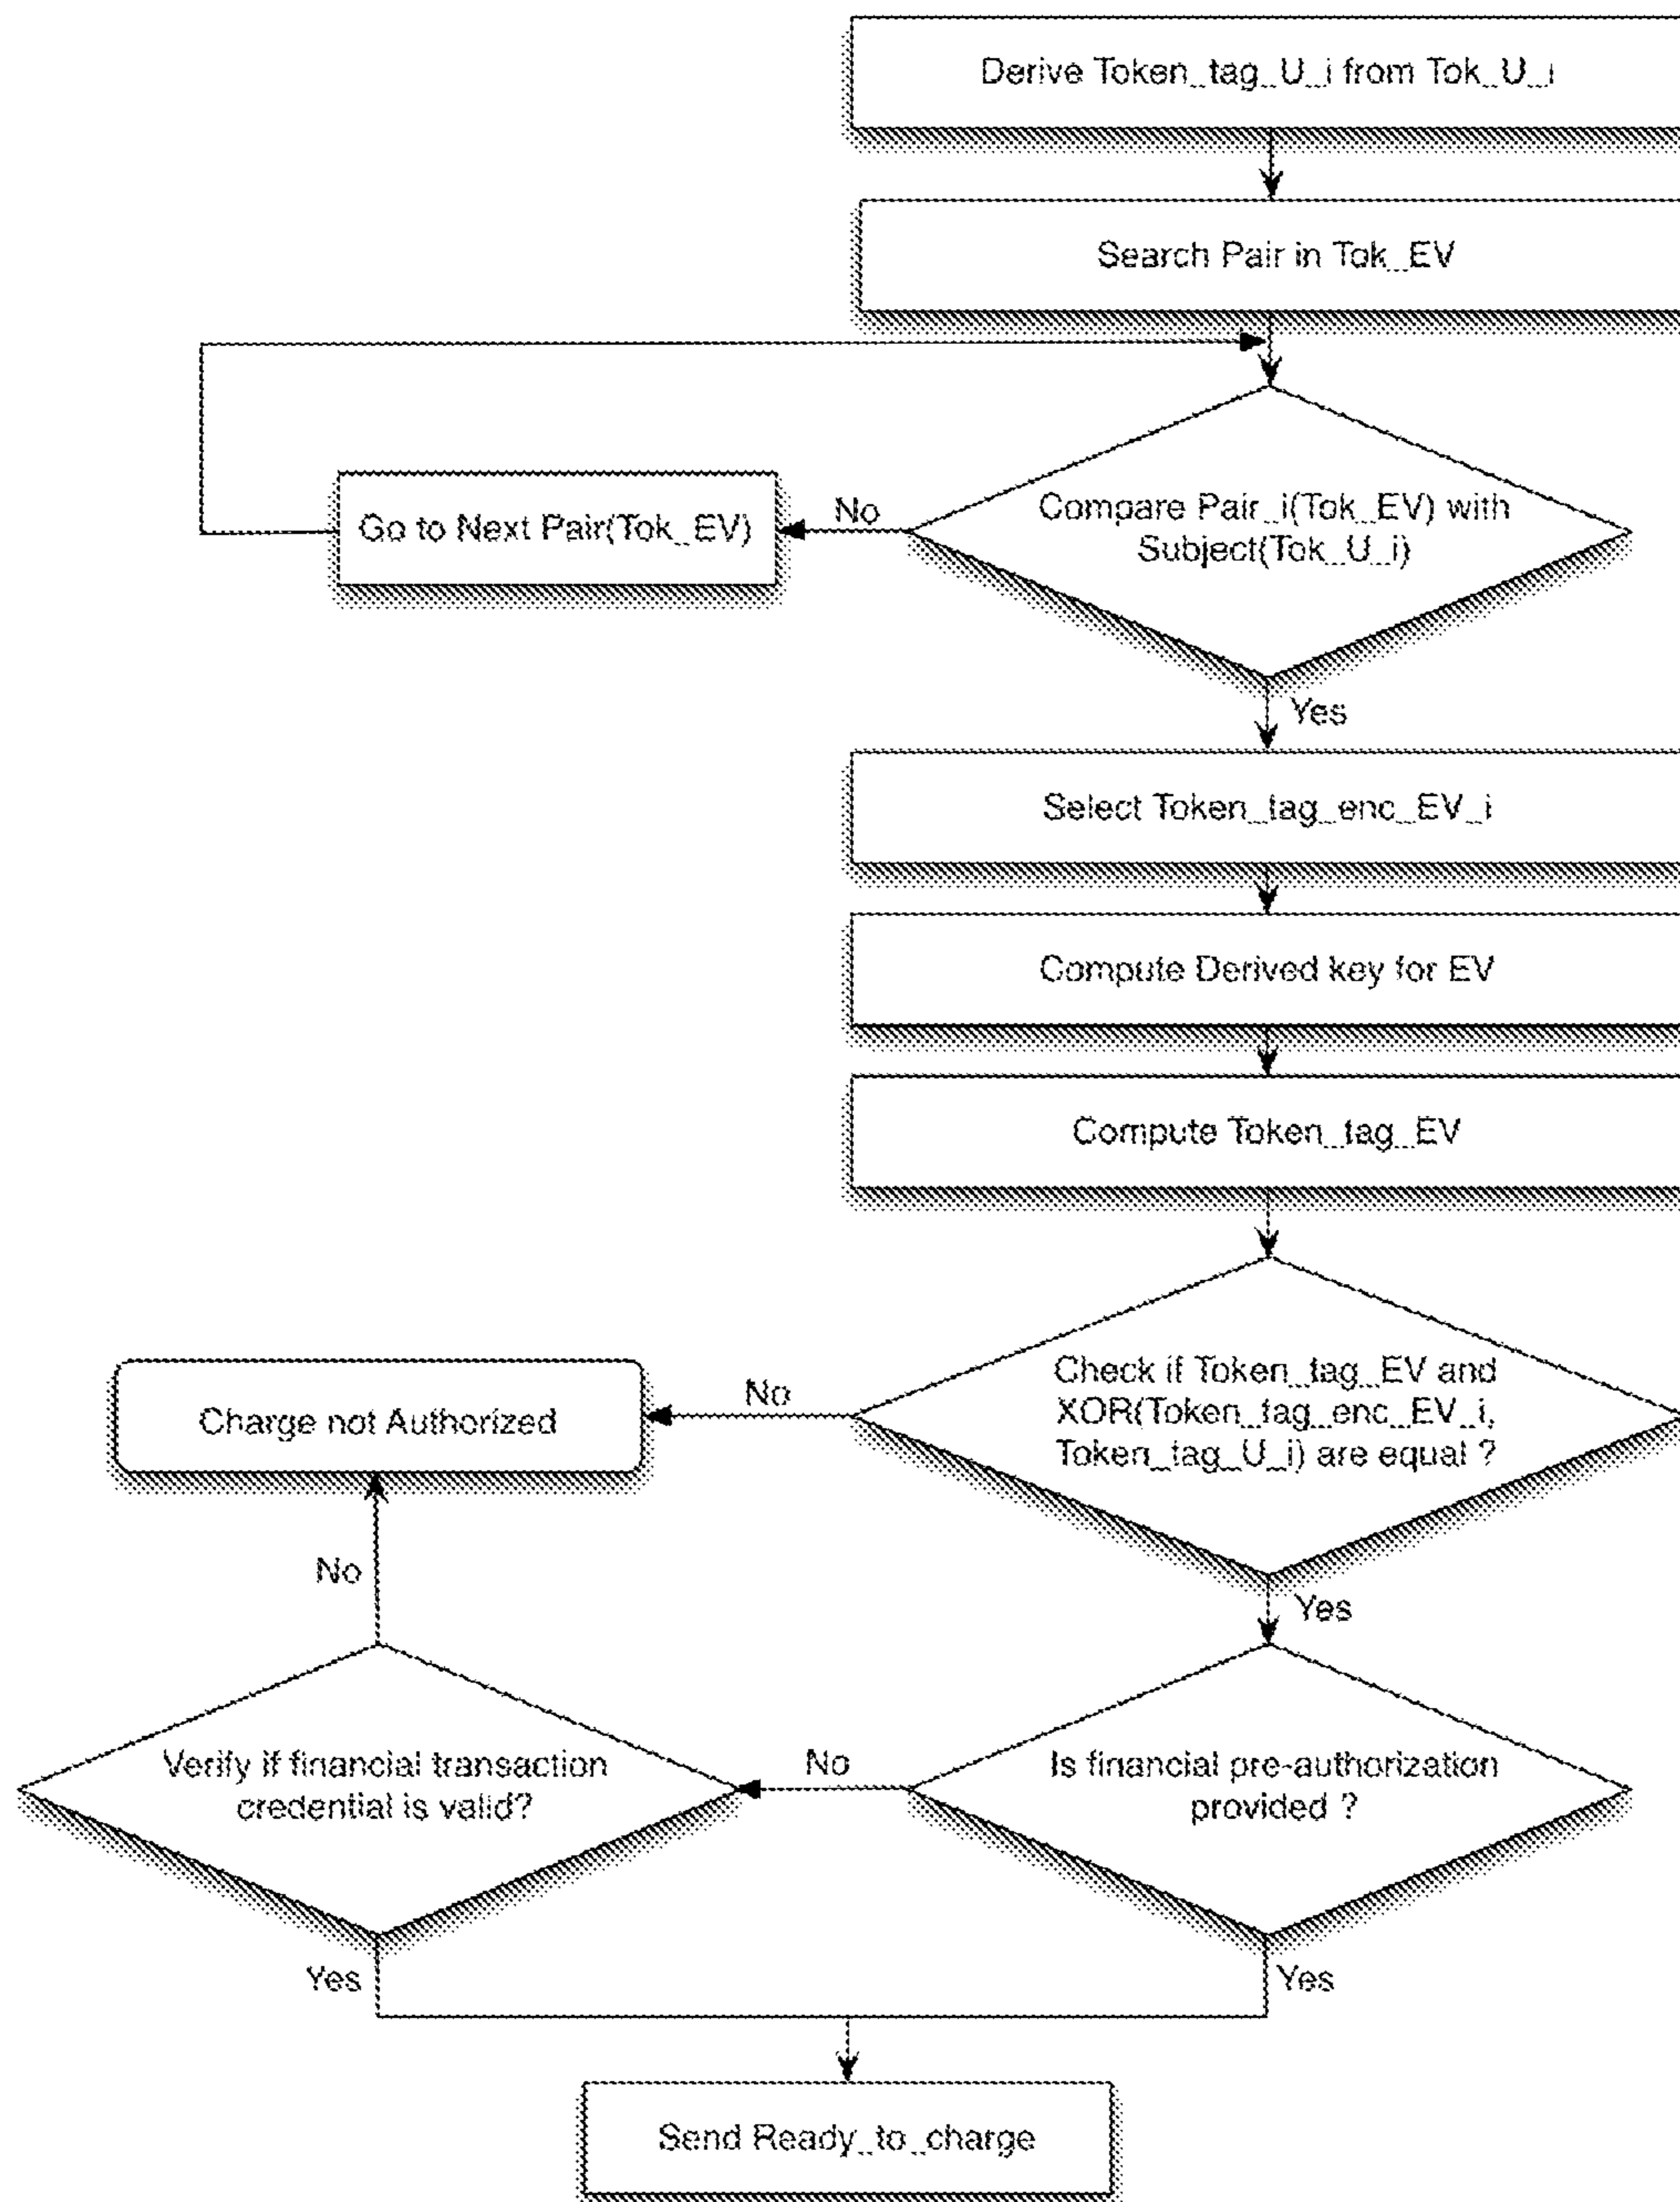 Derive Token_tag_U_i from Tok_U_i
Search Pair in Tok_EV
Compare Pair_i(Tok_EV) with
Subject(Tok_U_i)
No
Go to Next Pair(Tok_EV)
Yes
Select Token_tag_enc_EV_i
Compute Derived key for EV
Compute Token_tag_EV
Check if Token_tag_EV and
XOR(Token_tag_enc_EV_i,
Token_tag_U_i) are equal ?
No
Charge not Authorized
Yes
No
Is financial pre-authorization
provided ?
No
Verify if financial transaction
credential is valid?
Yes
Yes
Send Ready_to_charge